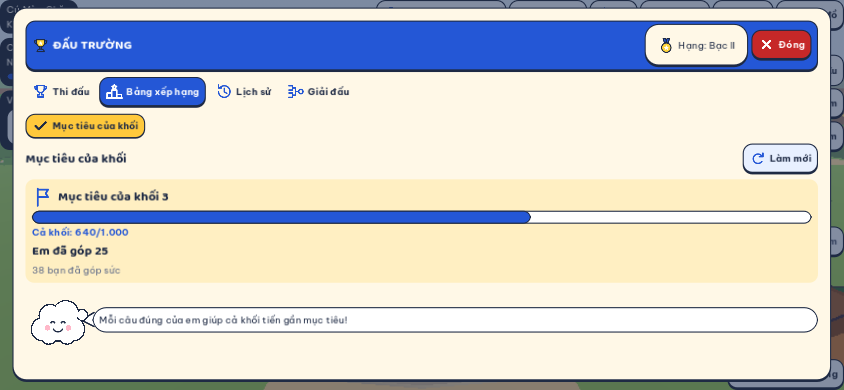 ĐẤU TRƯỜNG
Hạng: Bạc II
Đóng
Thi đấu
Bảng xếp hạng
Lịch sử
Giải đấu
Mục tiêu của khối
Mục tiêu của khối
Làm mới
Mục tiêu của khối 3
Cả khối: 640/1.000
Em đã góp 25
38 bạn đã góp sức
Mỗi câu đúng của em giúp cả khối tiến gần mục tiêu!